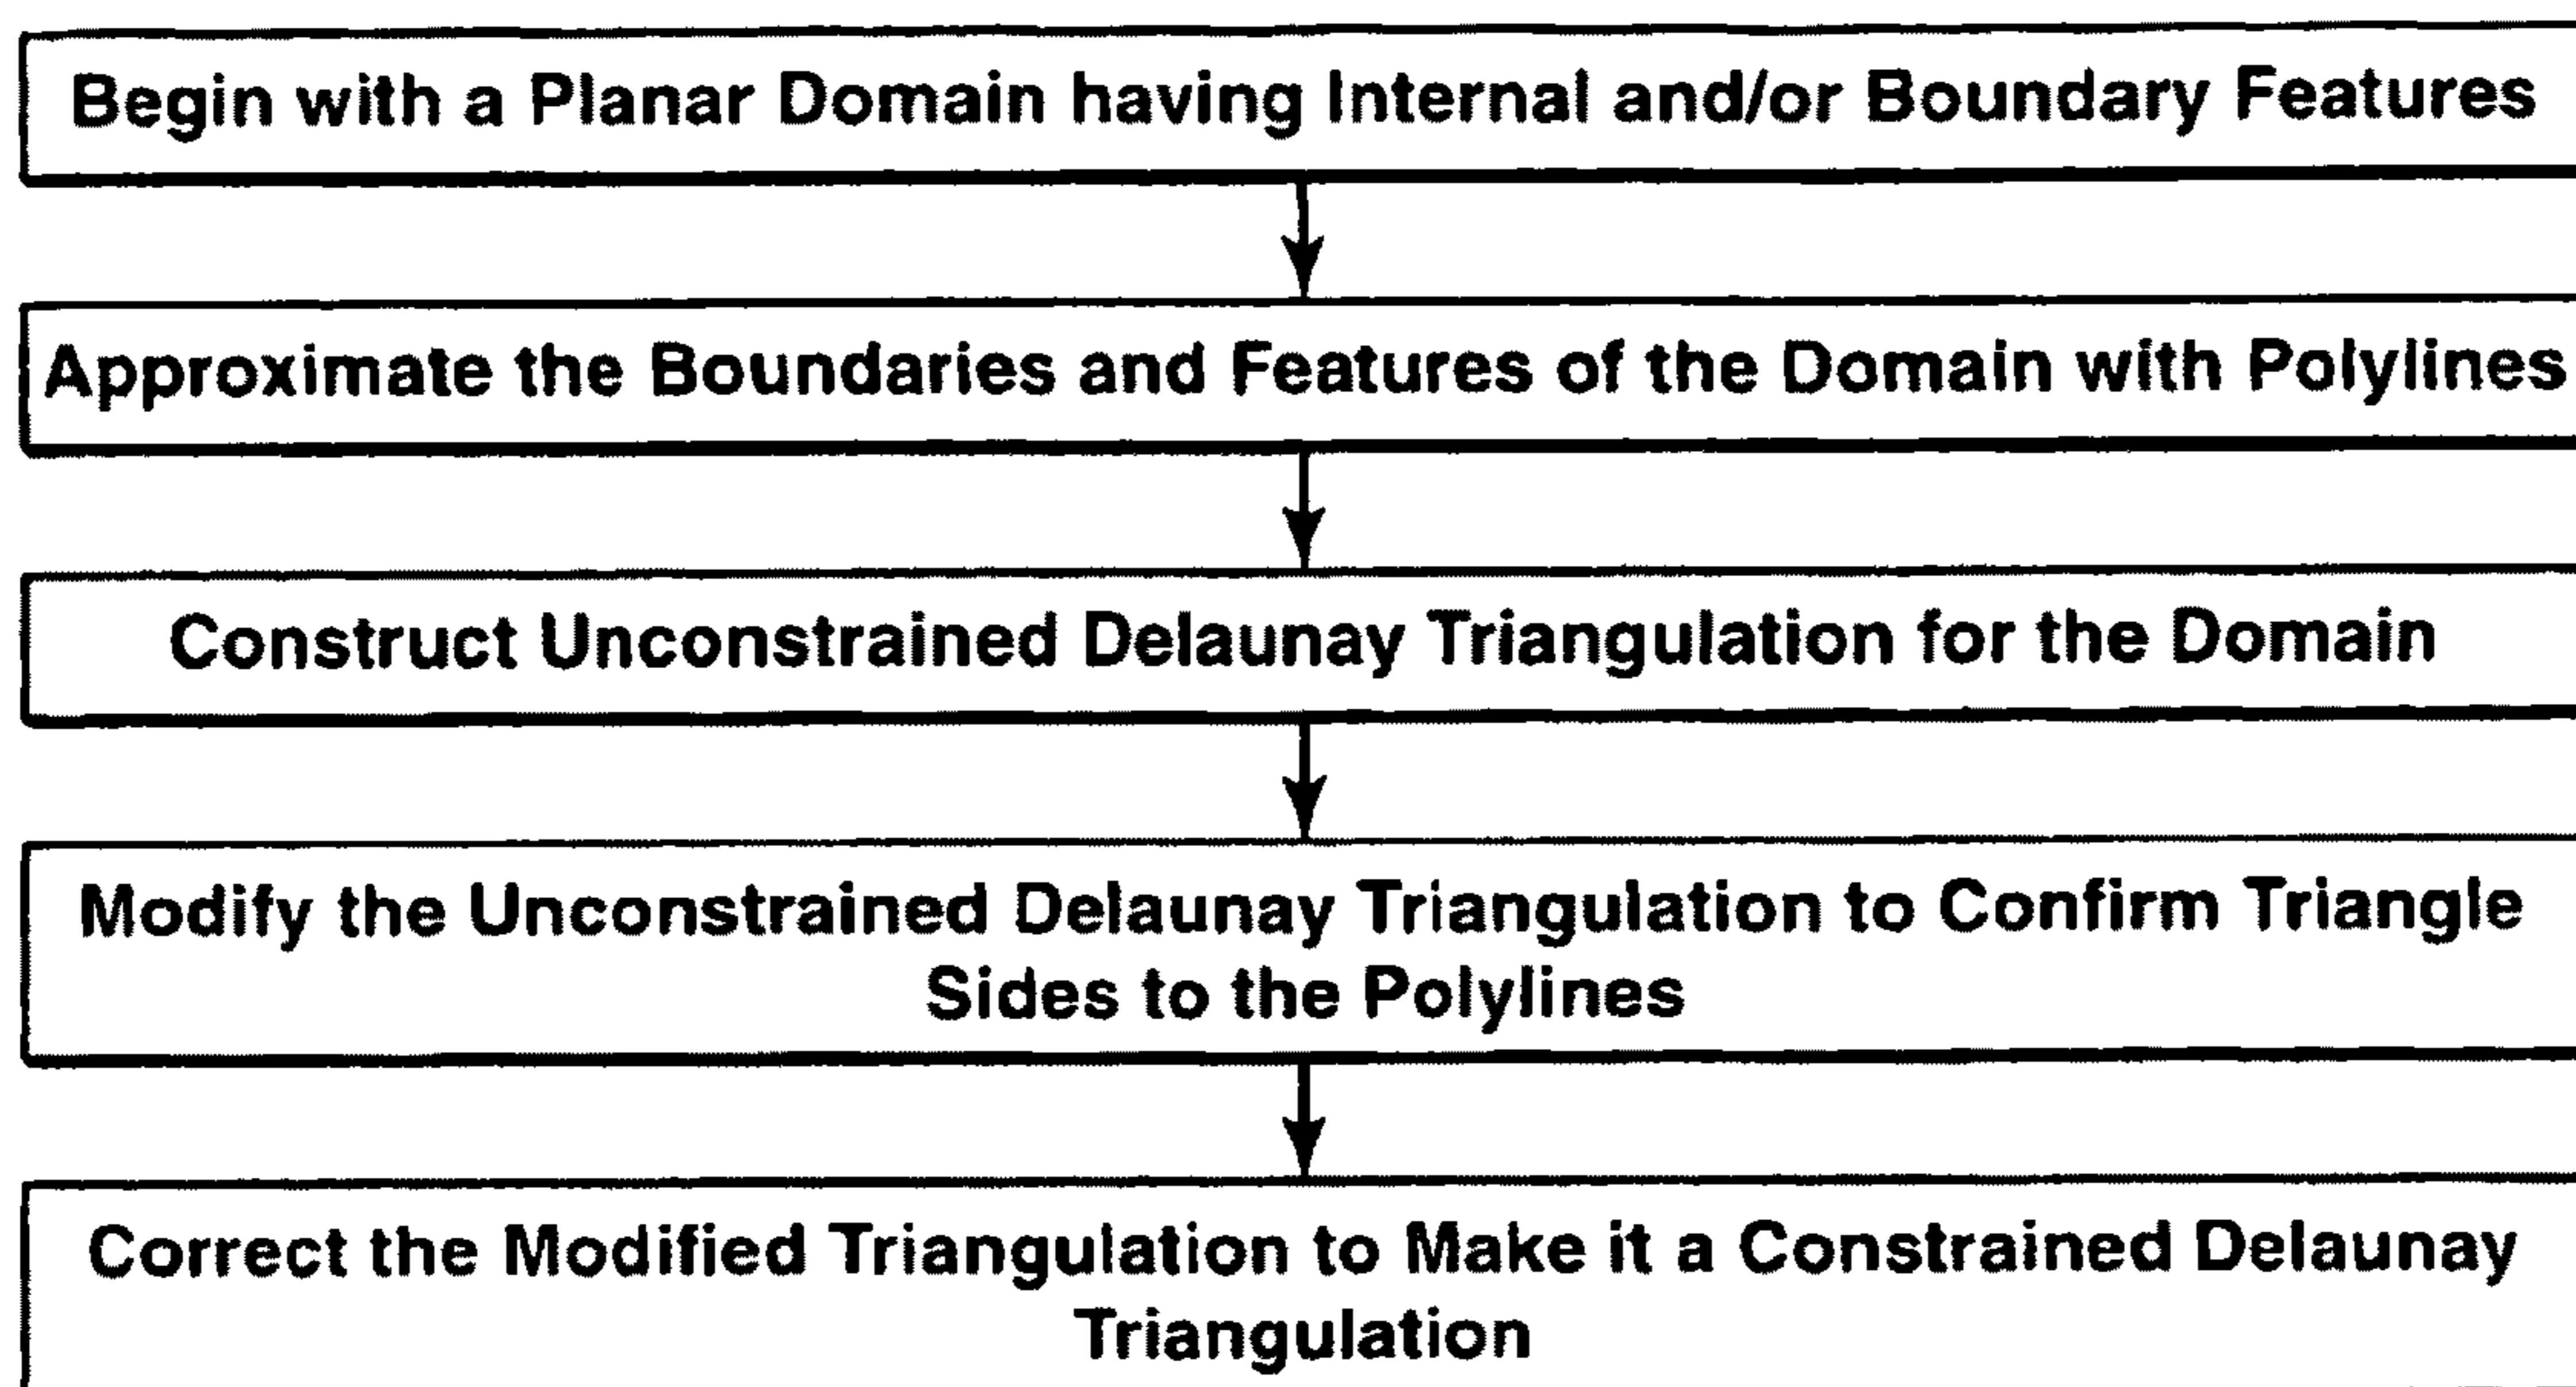 Begin with a Planar Domain having Internal and/or Boundary Features
Approximate the Boundaries and Features of the Domain with Polylines
Construct Unconstrained Delaunay Triangulation for the Domain
Modify the Unconstrained Delaunay Triangulation to Confirm Triangle
Sides to the Polylines
Correct the Modified Triangulation to Make it a Constrained Delaunay
Triangulation